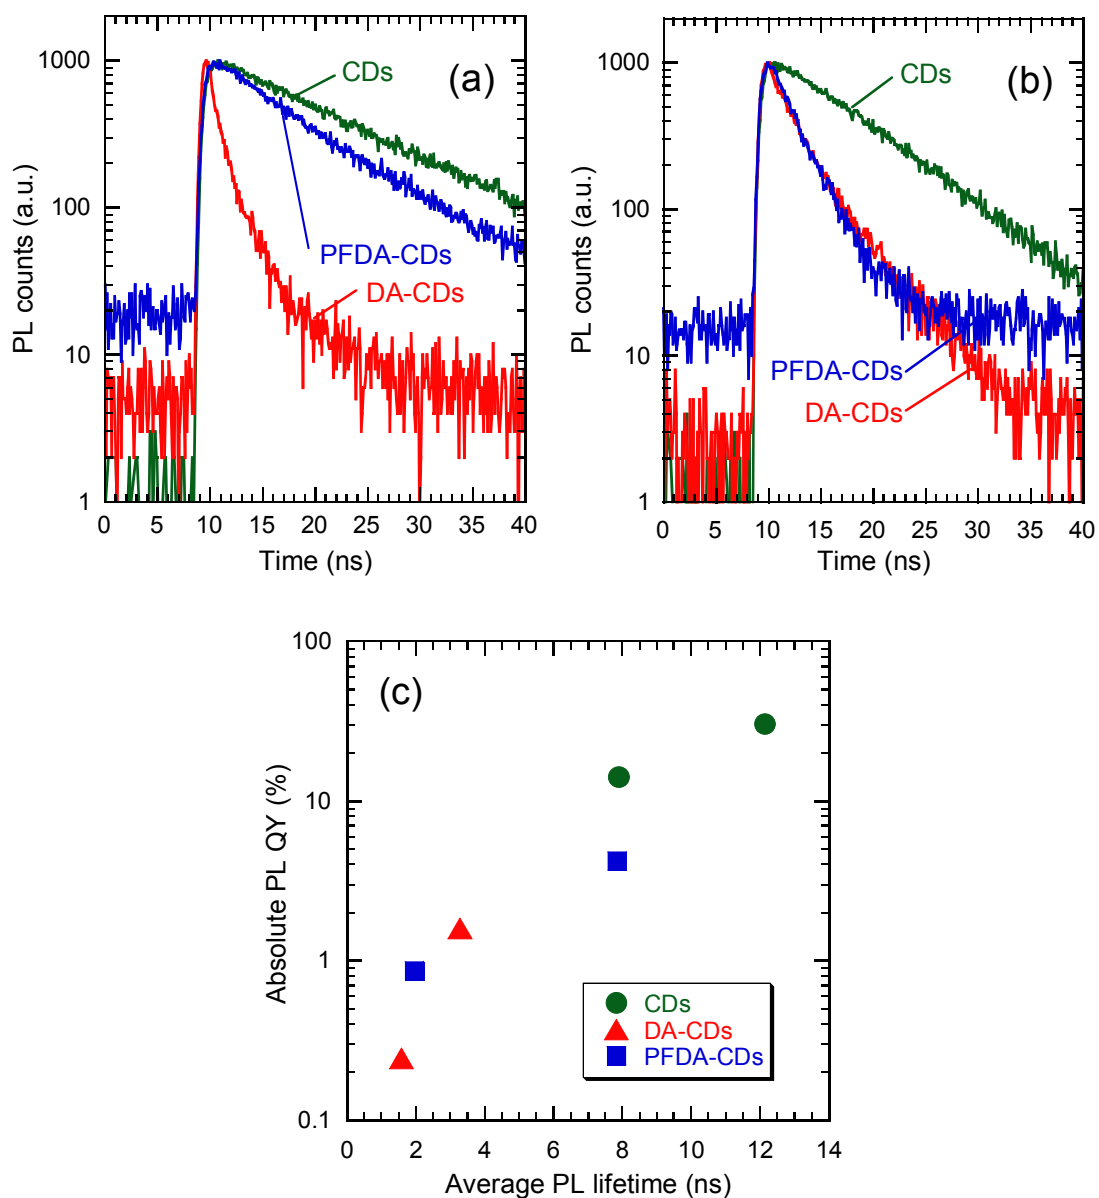 (a)
1000
100
10
1
PL counts (a.u.)
CDs
PFDA-CDs
DA-CDs
0 5 10 15 20 25 30 35 40
Time (ns)
(b)
1000
100
10
1
PL counts (a.u.)
CDs
PFDA-CDs
DA-CDs
0 5 10 15 20 25 30 35 40
Time (ns)
(c)
100
10
1
0.1
Absolute PL QY (%)
CDs
DA-CDs
PFDA-CDs
0 2 4 6 8 10 12 14
Average PL lifetime (ns)